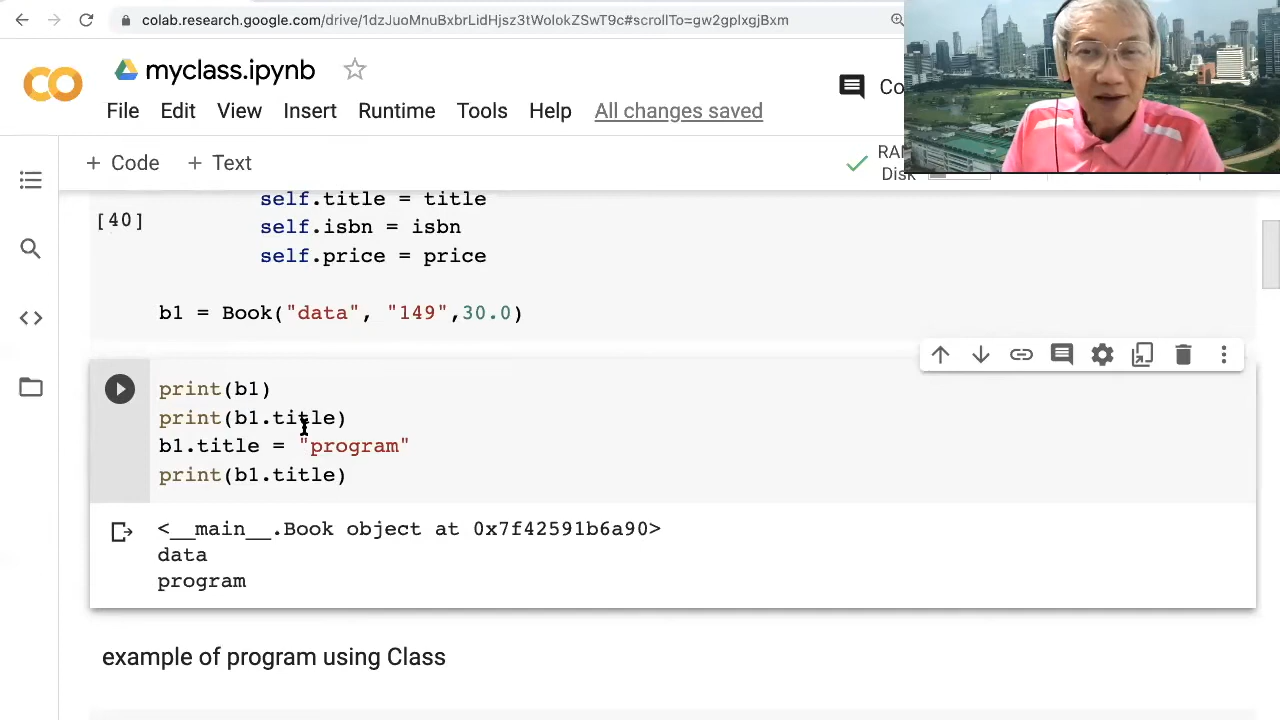 colab.research.google.com/drive/1dzJuoMnuBxbrLidHjsz3tWolokZSwT9c#scrollTo=gw2gplxgjBxm
myclass.ipynb
File Edit View Insert Runtime Tools Help All changes saved
Co
+ Code + Text
RAM
Disk
self.title = title
[40]
self.isbn = isbn
self.price = price
b1 = Book("data", "149",30.0)
print(b1)
print(b1.title)
b1.title = "program"
print(b1.title)
<__main__.Book object at 0x7f42591b6a90>
data
program
example of program using Class